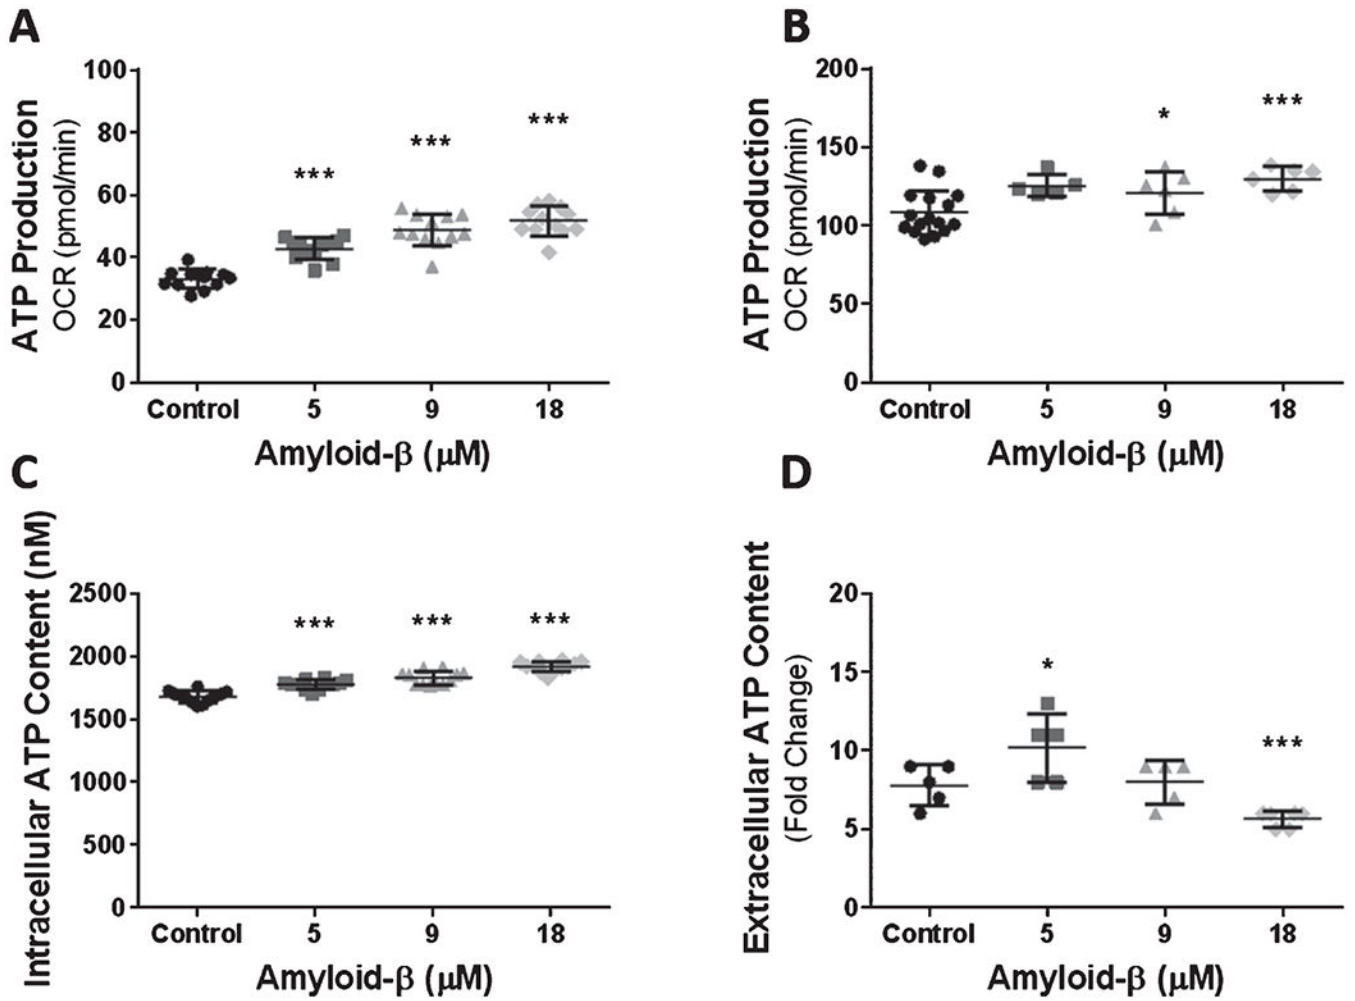 A
ATP Production
OCR (pmol/min)
100
80
60
40
20
0
***
***
***
Control
5
9
18
Amyloid-β (μM)
B
ATP Production
OCR (pmol/min)
200
150
100
50
0
*
***
Control
5
9
18
Amyloid-β (μM)
C
Intracellular ATP Content (nM)
2500
2000
1500
1000
500
0
***
***
***
Control
5
9
18
Amyloid-β (μM)
D
Extracellular ATP Content
(Fold Change)
20
15
10
5
0
*
***
Control
5
9
18
Amyloid-β (μM)